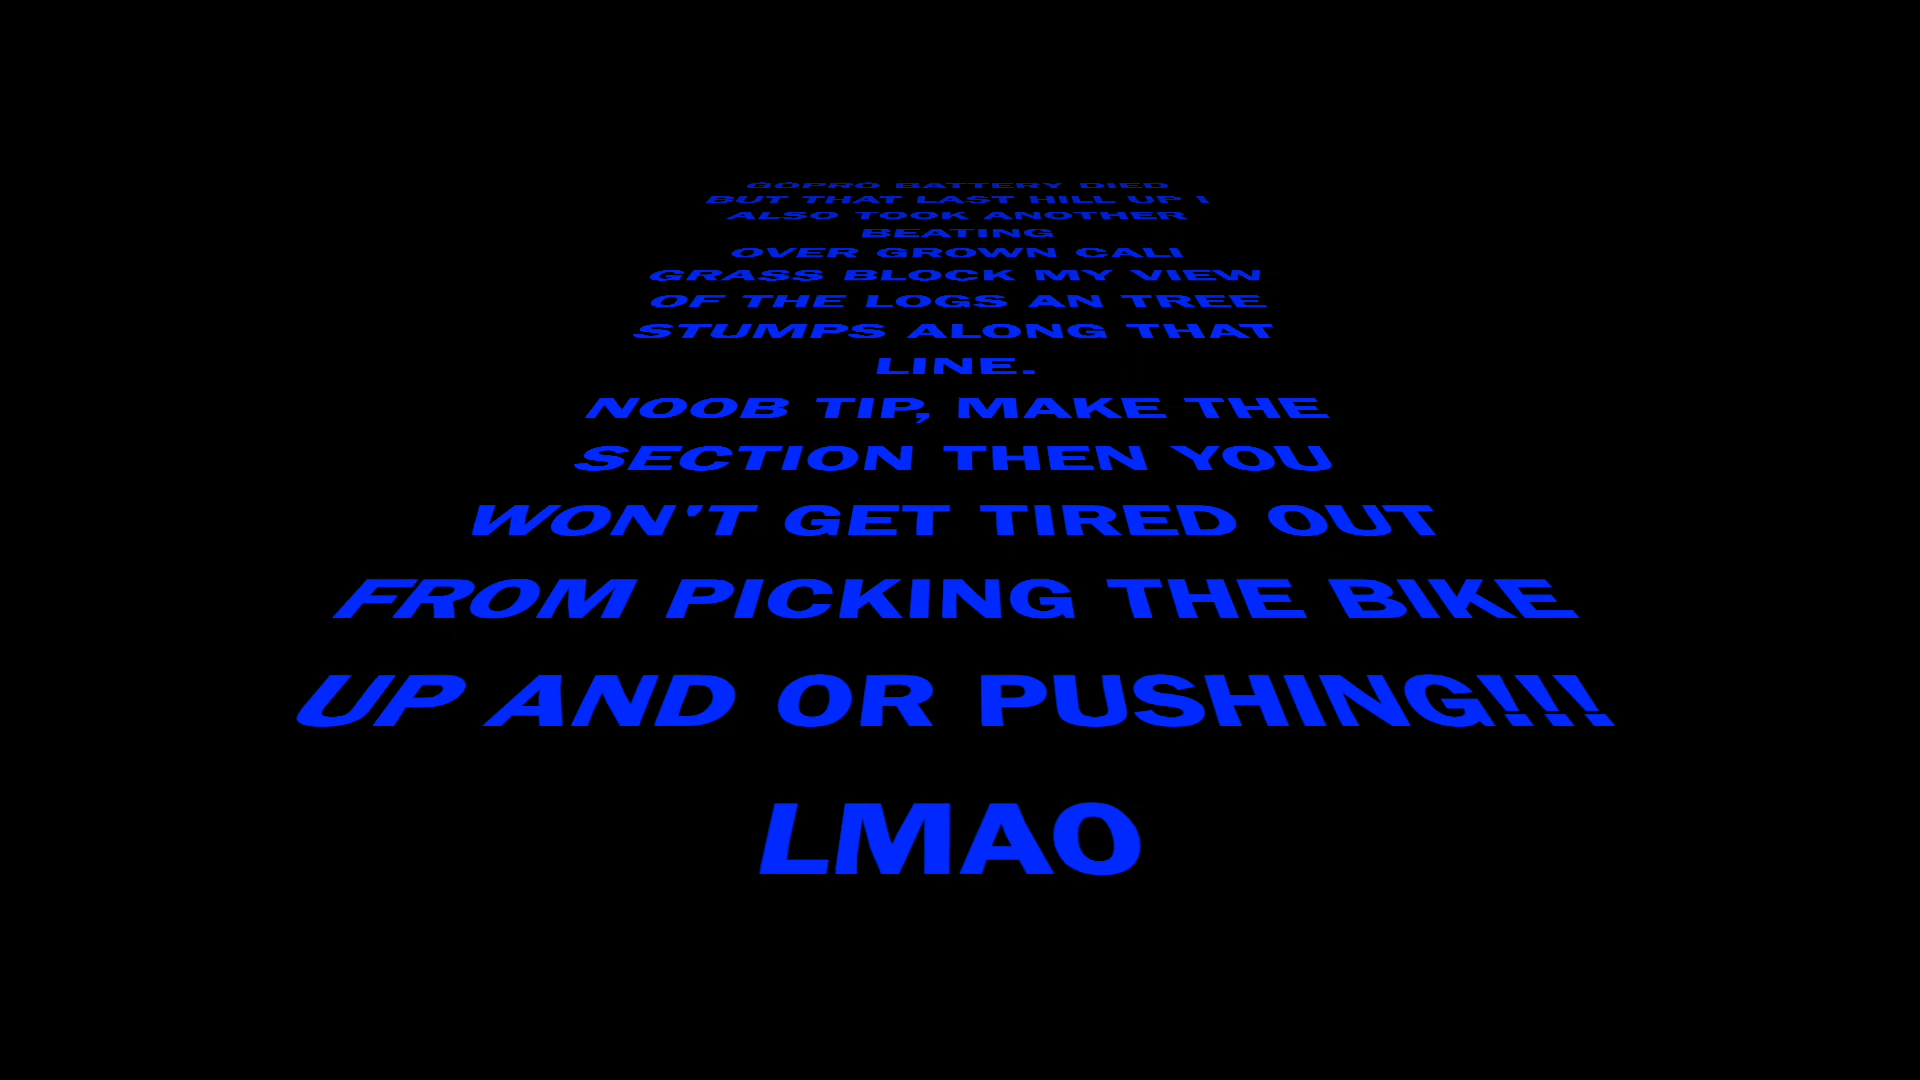 GOPRO BATTERY DIED
BUT THAT LAST HILL UP I
ALSO TOOK ANOTHER
BEATING
OVER GROWN CALI
GRASS BLOCK MY VIEW
OF THE LOGS AN TREE
STUMPS ALONG THAT
LINE.
NOOB TIP, MAKE THE
SECTION THEN YOU
WON'T GET TIRED OUT
FROM PICKING THE BIKE
UP AND OR PUSHING!!!
LMAO